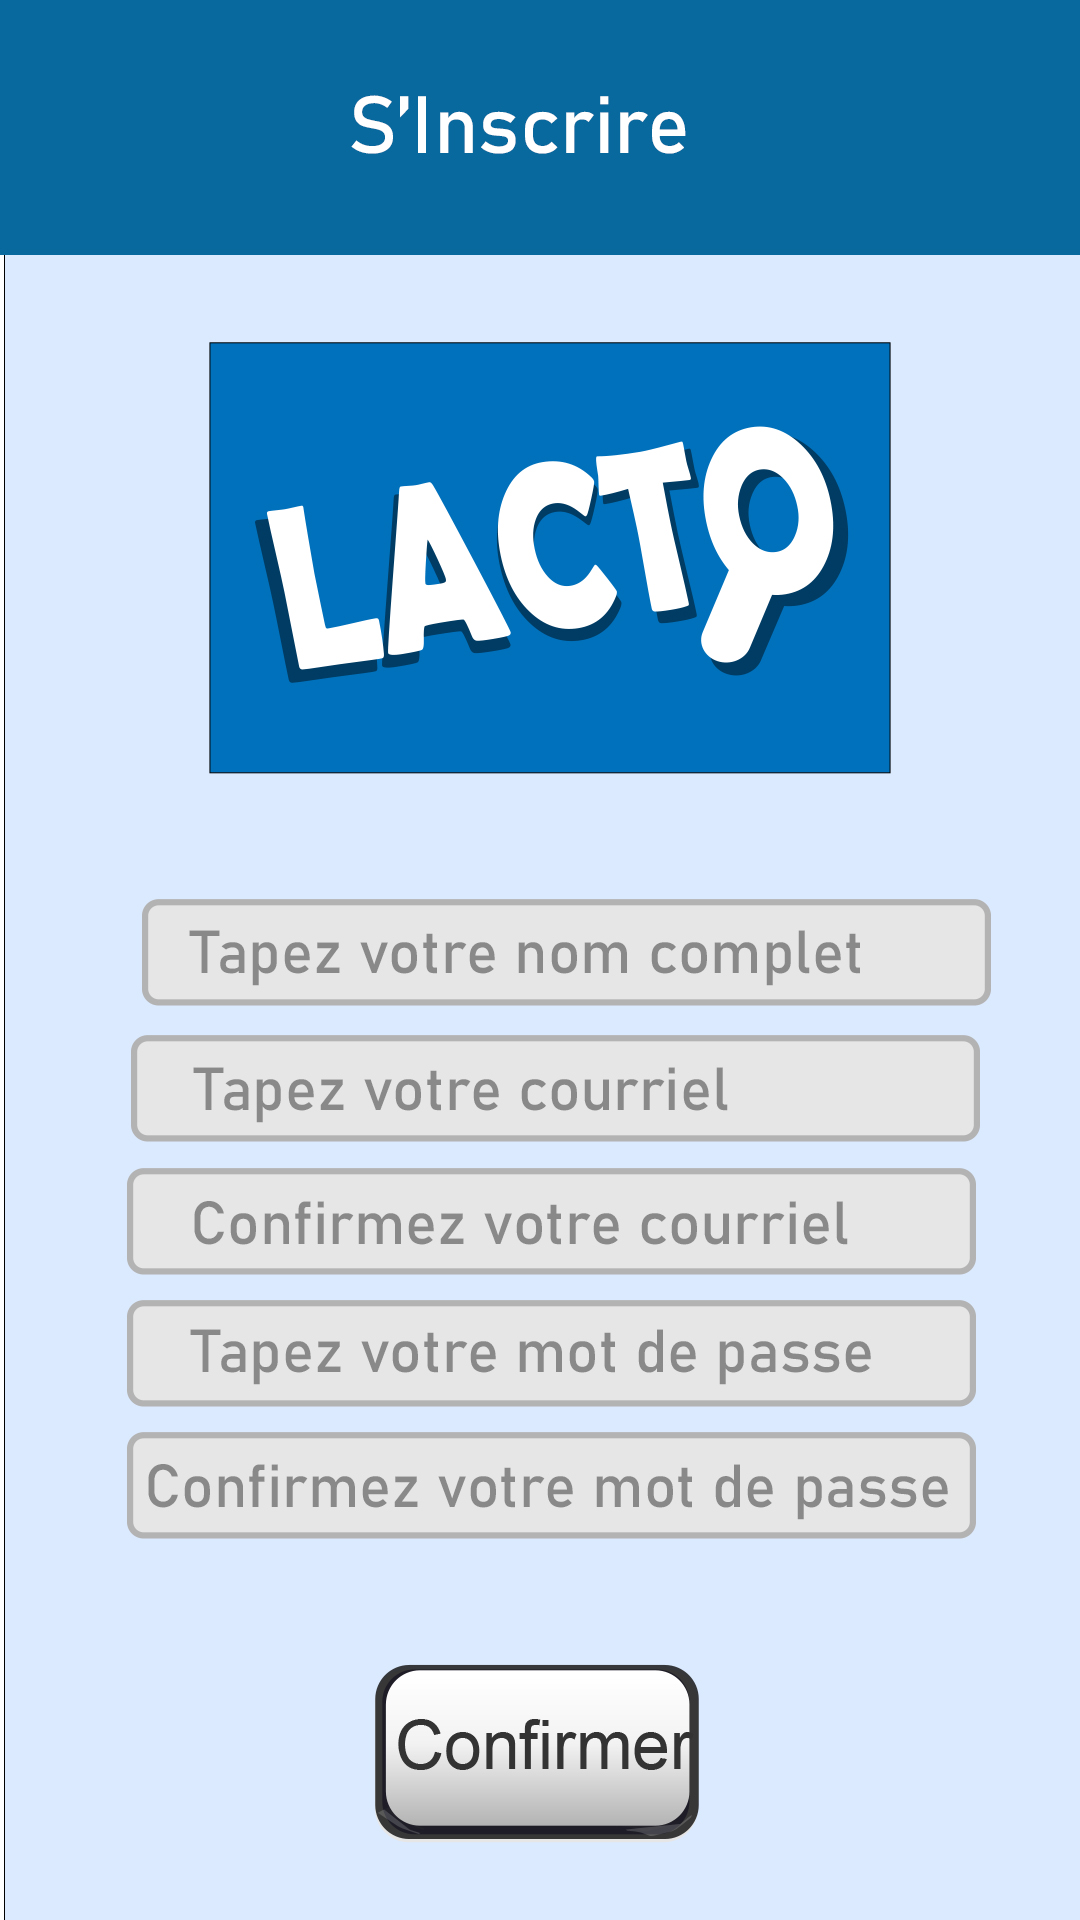 S’Inscrire
LACTO
Tapez votre nom complet
Tapez votre courriel
Confirmez votre courriel
Tapez votre mot de passe
Confirmez votre mot de passe
Confirmer